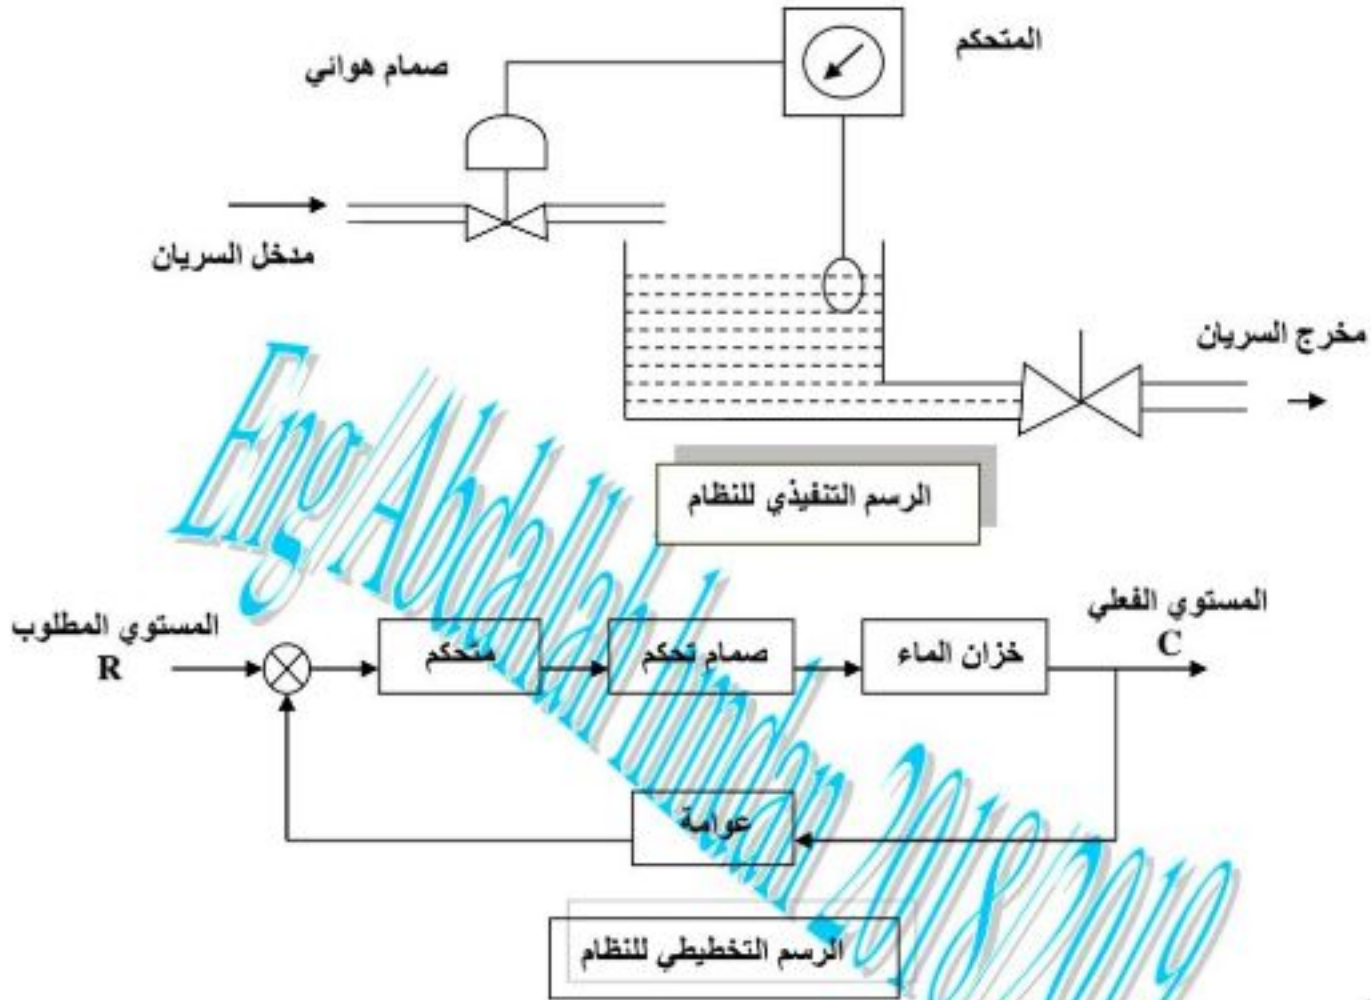 المتحكم
صمام هوائي
مدخل السريان
مخرج السريان
الرسم التنفيذي للنظام
المستوي المطلوب
R
متحكم
صمام تحكم
خزان الماء
المستوي الفعلي
C
عوامة
الرسم التخطيطي للنظام
Eng/Abdallah hmdan_2018/2019